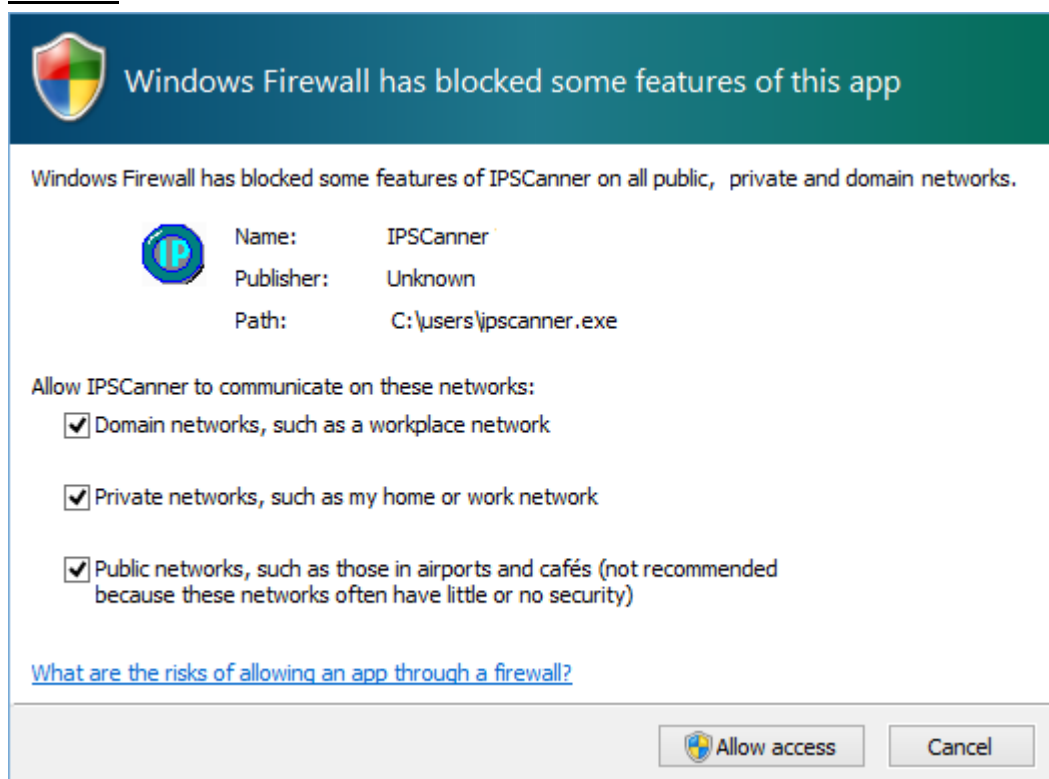 Windows Firewall has blocked some features of this app
Windows Firewall has blocked some features of IPSCanner on all public, private and domain networks.
IP
Name: IPSCanner
Publisher: Unknown
Path: C:\users\ipscanner.exe
Allow IPSCanner to communicate on these networks:
Domain networks, such as a workplace network
Private networks, such as my home or work network
Public networks, such as those in airports and cafés (not recommended
because these networks often have little or no security)
What are the risks of allowing an app through a firewall?
Allow access Cancel